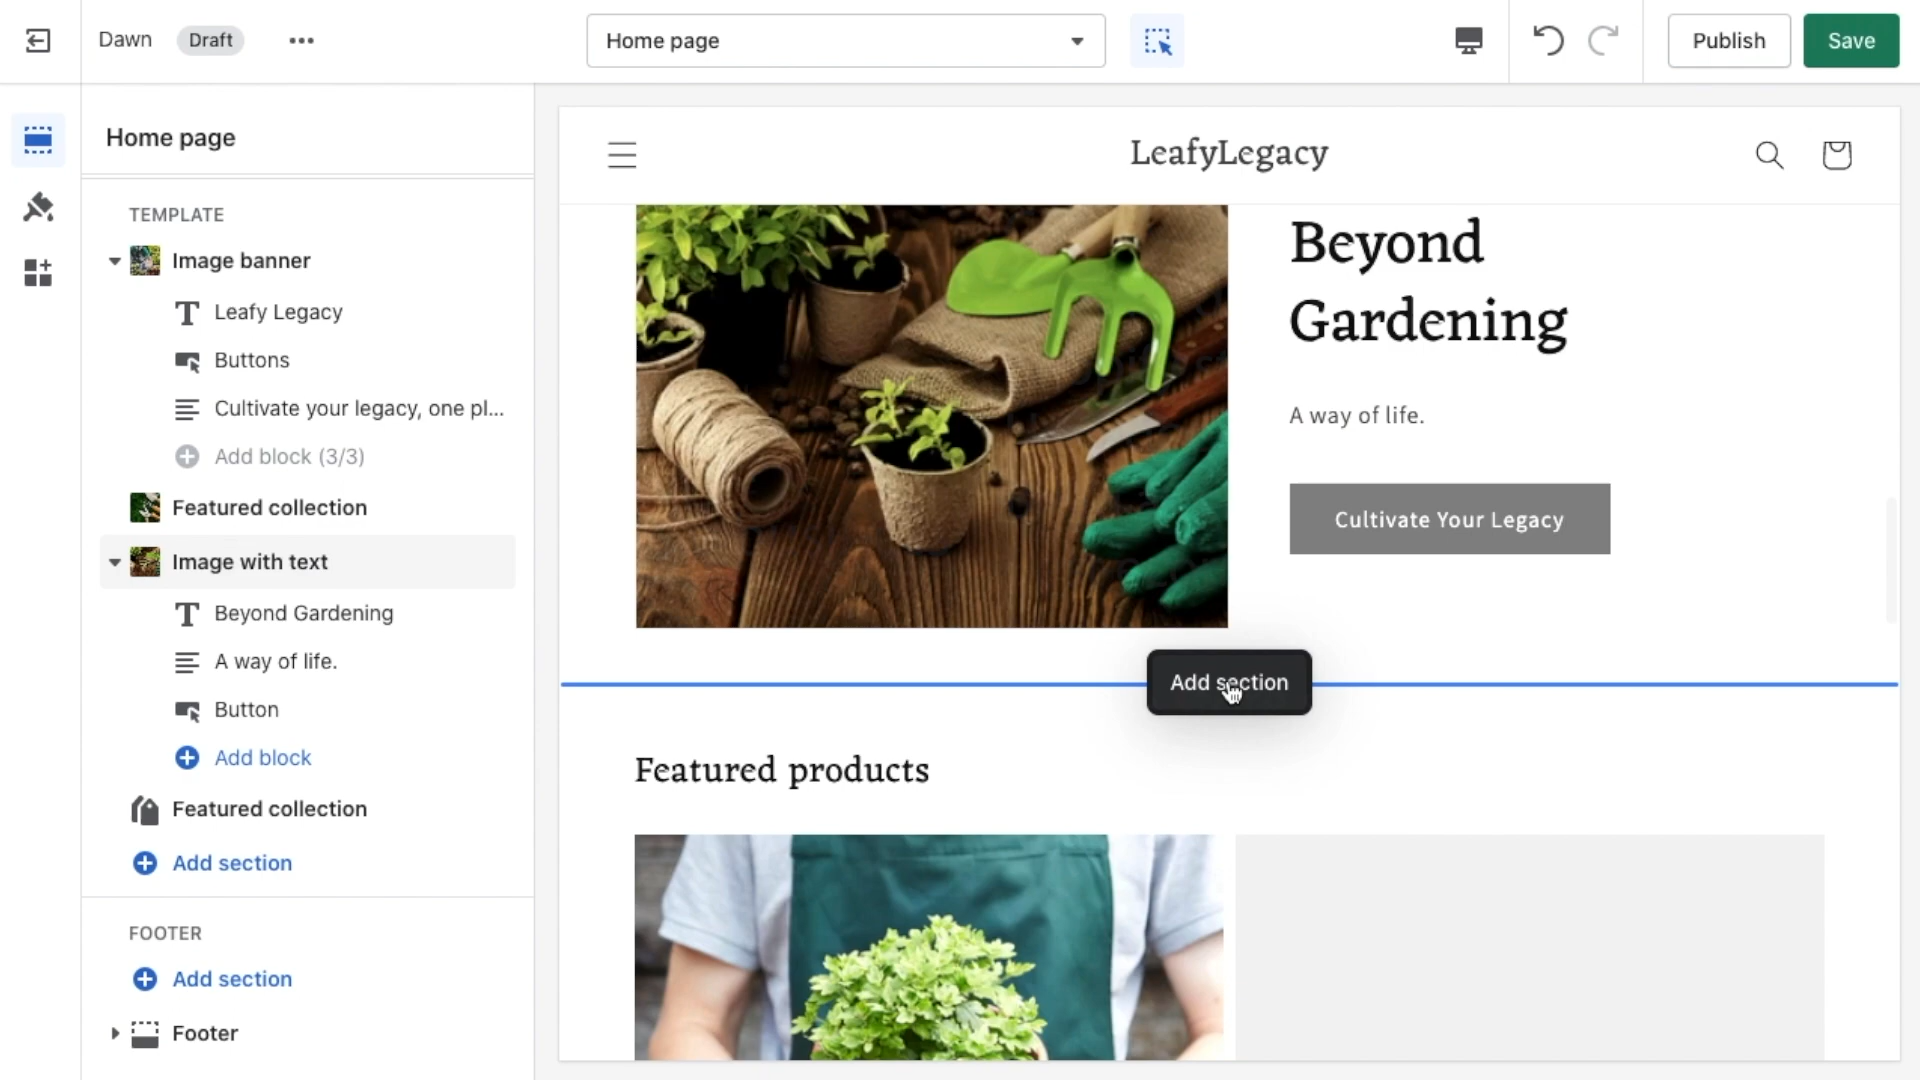 Dawn
Draft
Home page
Publish
Save
Home page
TEMPLATE
Image banner
Leafy Legacy
Buttons
Cultivate your legacy, one pl...
Add block (3/3)
Featured collection
Image with text
Beyond Gardening
A way of life.
Button
Add block
Featured collection
Add section
FOOTER
Add section
Footer
LeafyLegacy
Beyond
Gardening
A way of life.
Cultivate Your Legacy
Add section
Featured products